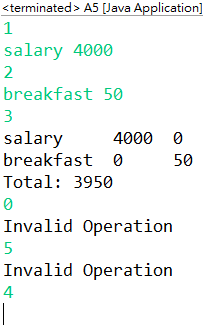 <terminated> A5 [Java Application]
1
salary 4000
2
breakfast 50
3
salary 4000 0
breakfast 0 50
Total: 3950
0
Invalid Operation
5
Invalid Operation
4